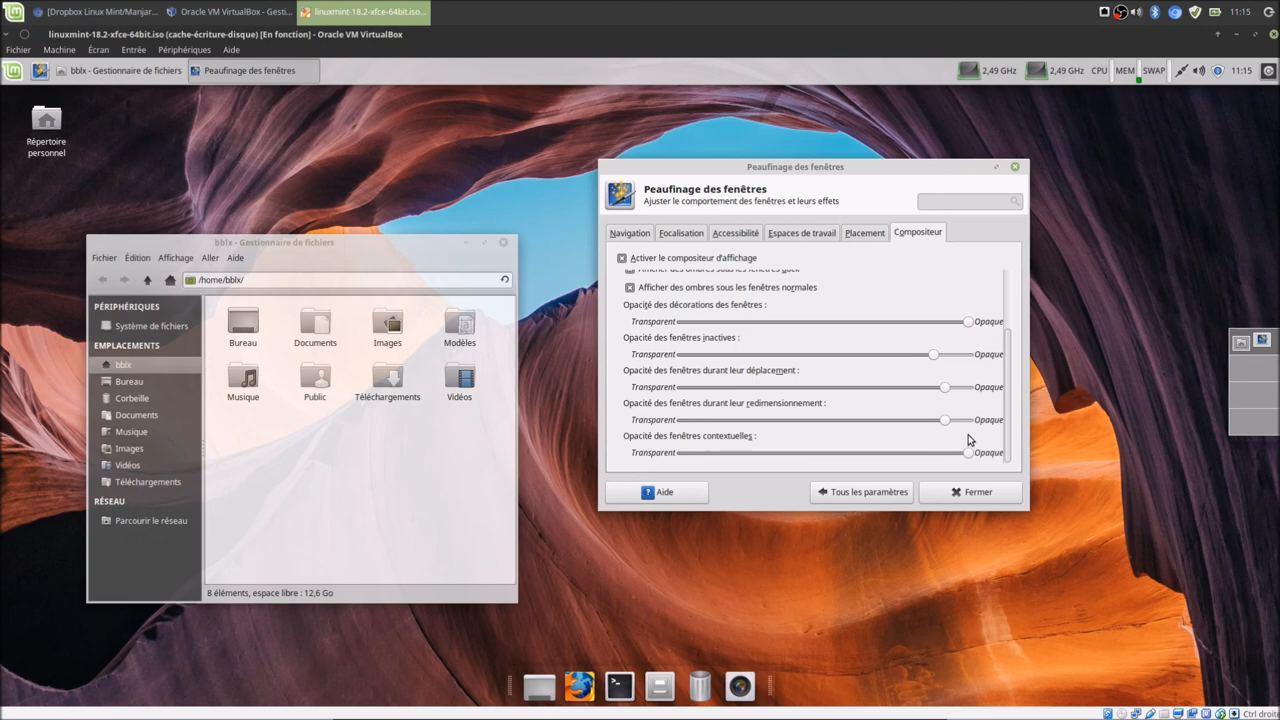 [Dropbox Linux Mint/Manjar...
Oracle VM VirtualBox - Gesti...
linuxmint-18.2-xfce-64bit.iso...
11:15
linuxmint-18.2-xfce-64bit.iso (cache-écriture-disque) [En fonction] - Oracle VM VirtualBox
Fichier Machine Écran Entrée Périphériques Aide
bblx - Gestionnaire de fichiers
Peaufinage des fenêtres
2,49 GHz
2,49 GHz
CPU
MEM
SWAP
11:15
Répertoire
personnel
bblx - Gestionnaire de fichiers
Fichier Édition Affichage Aller Aide
/home/bblx/
PÉRIPHÉRIQUES
Système de fichiers
EMPLACEMENTS
bblx
Bureau
Corbeille
Documents
Musique
Images
Vidéos
Téléchargements
RÉSEAU
Parcourir le réseau
Bureau
Documents
Images
Modèles
Musique
Public
Téléchargements
Vidéos
8 éléments, espace libre : 12,6 Go
Peaufinage des fenêtres
Peaufinage des fenêtres
Ajuster le comportement des fenêtres et leurs effets
Navigation Focalisation Accessibilité Espaces de travail Placement Compositeur
Activer le compositeur d'affichage
Afficher des ombres sous les fenêtres dock
Afficher des ombres sous les fenêtres normales
Opacité des décorations des fenêtres :
Transparent Opaque
Opacité des fenêtres inactives :
Transparent Opaque
Opacité des fenêtres durant leur déplacement :
Transparent Opaque
Opacité des fenêtres durant leur redimensionnement :
Transparent Opaque
Opacité des fenêtres contextuelles :
Transparent Opaque
Aide
Tous les paramètres
Fermer
Ctrl droite